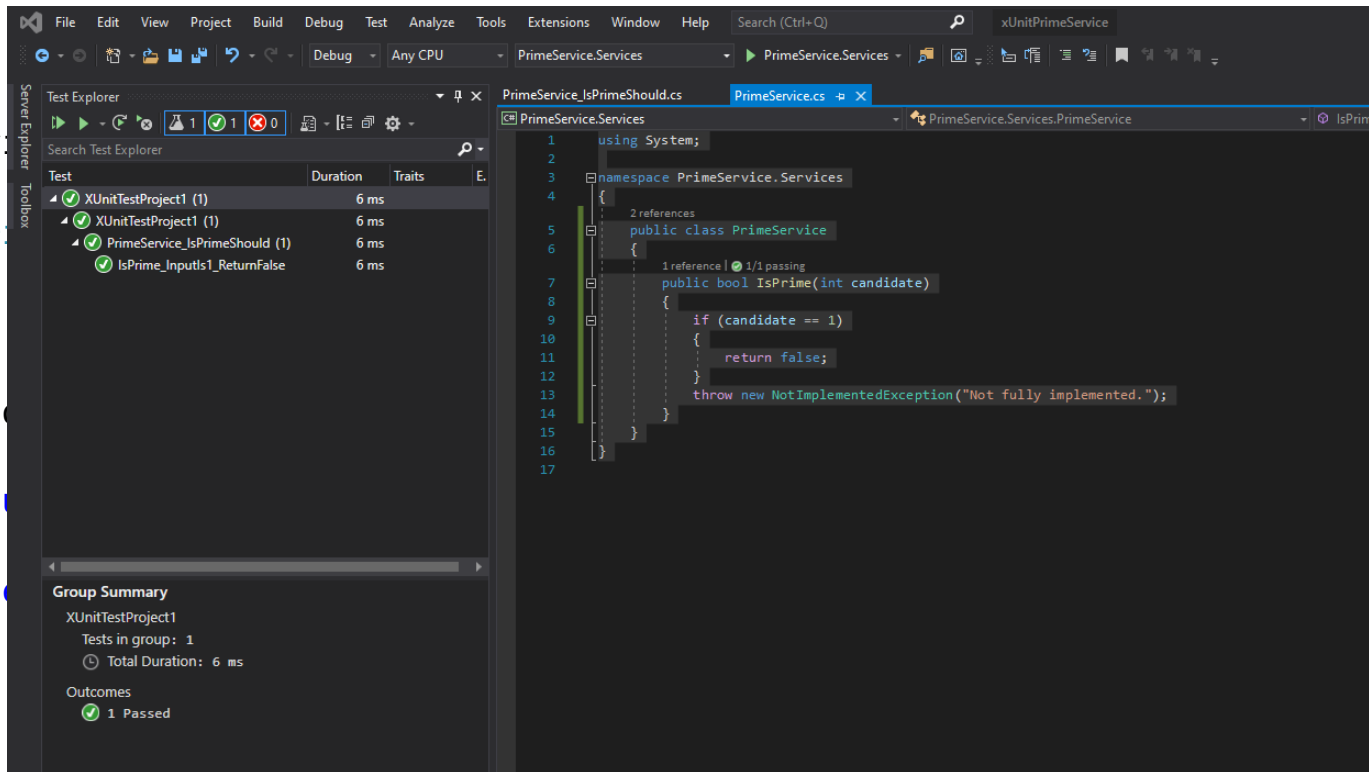 File Edit View Project Build Debug Test Analyze Tools Extensions Window Help Search (Ctrl+Q) xUnitPrimeService
Debug Any CPU PrimeService.Services PrimeService.Services
Server Explorer
Toolbox
Test Explorer
1 1 0
Search Test Explorer
Test Duration Traits E.
XUnitTestProject1 (1) 6 ms
XUnitTestProject1 (1) 6 ms
PrimeService_IsPrimeShould (1) 6 ms
IsPrime_InputIs1_ReturnFalse 6 ms
Group Summary
XUnitTestProject1
Tests in group: 1
Total Duration: 6 ms
Outcomes
1 Passed
PrimeService_IsPrimeShould.cs PrimeService.cs
PrimeService.Services PrimeService.Services.PrimeService IsPrim
1 using System;
2
3 namespace PrimeService.Services
4 {
2 references
5 public class PrimeService
6 {
1 reference | 1/1 passing
7 public bool IsPrime(int candidate)
8 {
9 if (candidate == 1)
10 {
11 return false;
12 }
13 throw new NotImplementedException("Not fully implemented.");
14 }
15 }
16 }
17